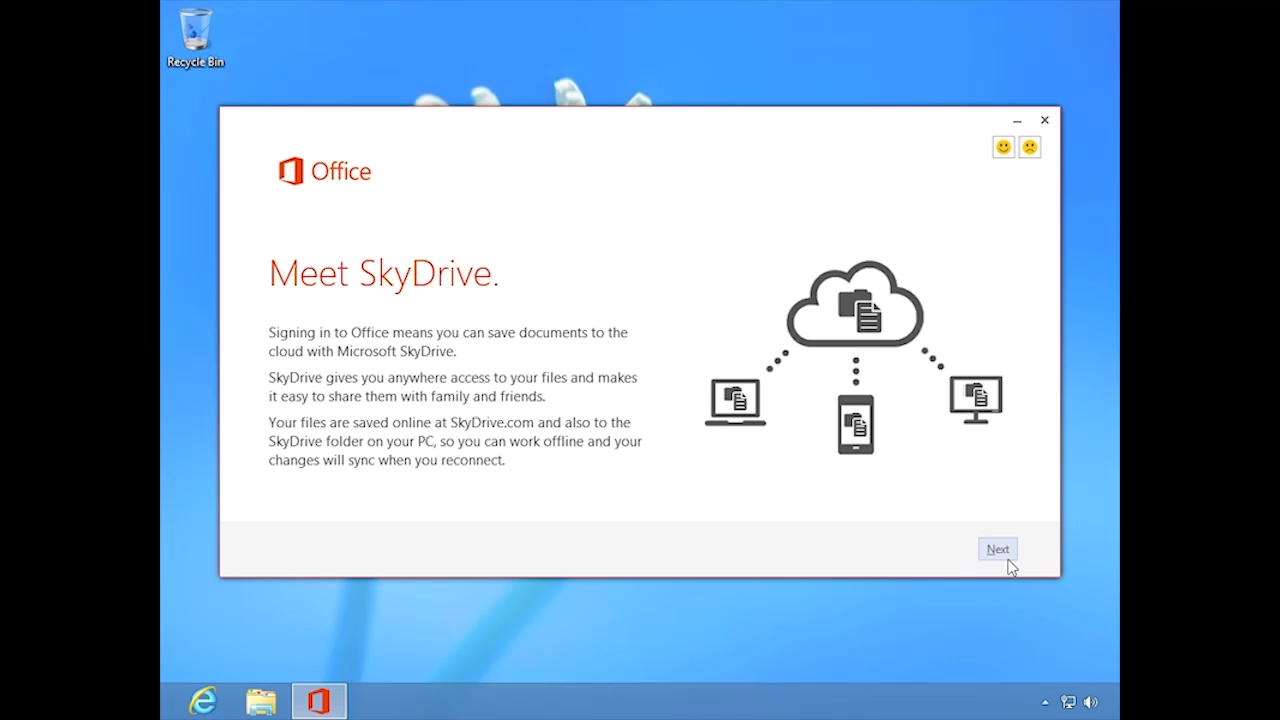 Recycle Bin
Office
Meet SkyDrive.
Signing in to Office means you can save documents to the
cloud with Microsoft SkyDrive.
SkyDrive gives you anywhere access to your files and makes
it easy to share them with family and friends.
Your files are saved online at SkyDrive.com and also to the
SkyDrive folder on your PC, so you can work offline and your
changes will sync when you reconnect.
Next